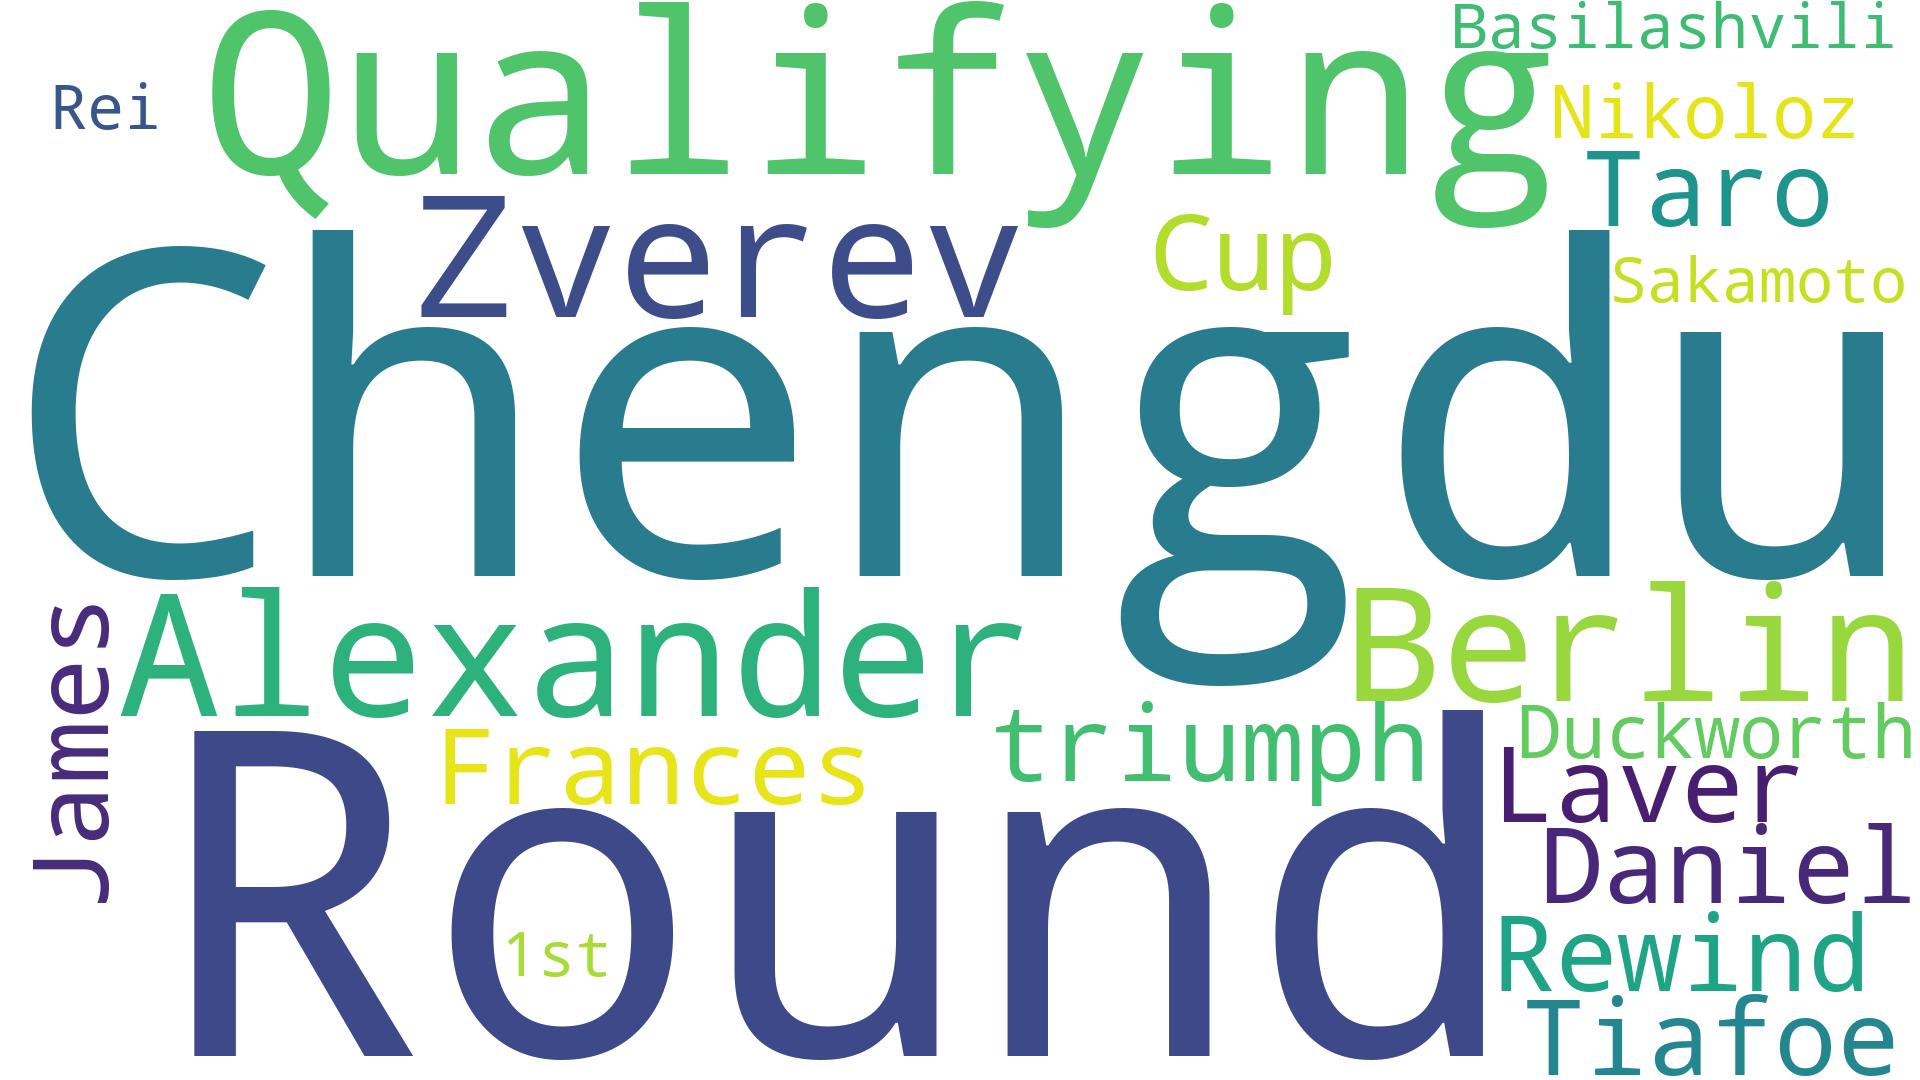 Basilashvili
Qualifying
Rei
Nikoloz
Taro
Zverev
Cup
Sakamoto
Chengdu
James
Alexander
Berlin
triumph
Duckworth
Frances
Laver
Round
Daniel
1st
Rewind
Tiafoe